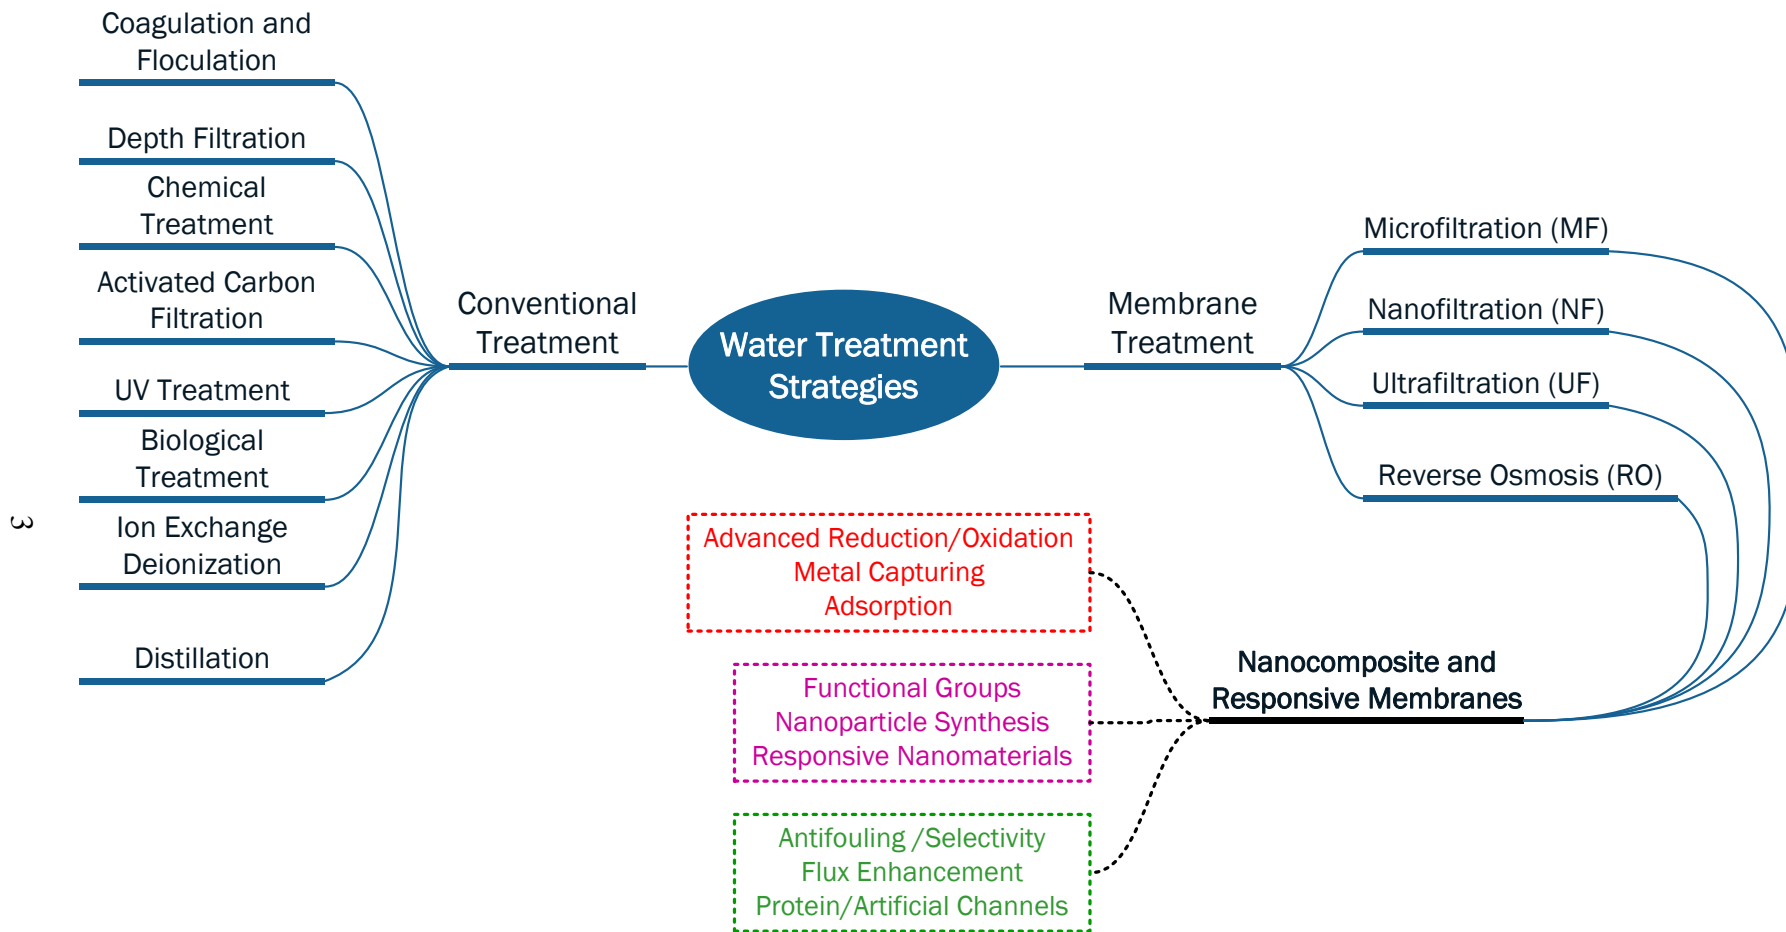 Coagulation and
Floculation
Depth Filtration
Chemical
Treatment
Activated Carbon
Filtration
UV Treatment
Biological
Treatment
Ion Exchange
Deionization
Distillation
Conventional
Treatment
Water Treatment
Strategies
Membrane
Treatment
Microfiltration (MF)
Nanofiltration (NF)
Ultrafiltration (UF)
Reverse Osmosis (RO)
Nanocomposite and
Responsive Membranes
Advanced Reduction/Oxidation
Metal Capturing
Adsorption
Functional Groups
Nanoparticle Synthesis
Responsive Nanomaterials
Antifouling /Selectivity
Flux Enhancement
Protein/Artificial Channels
3